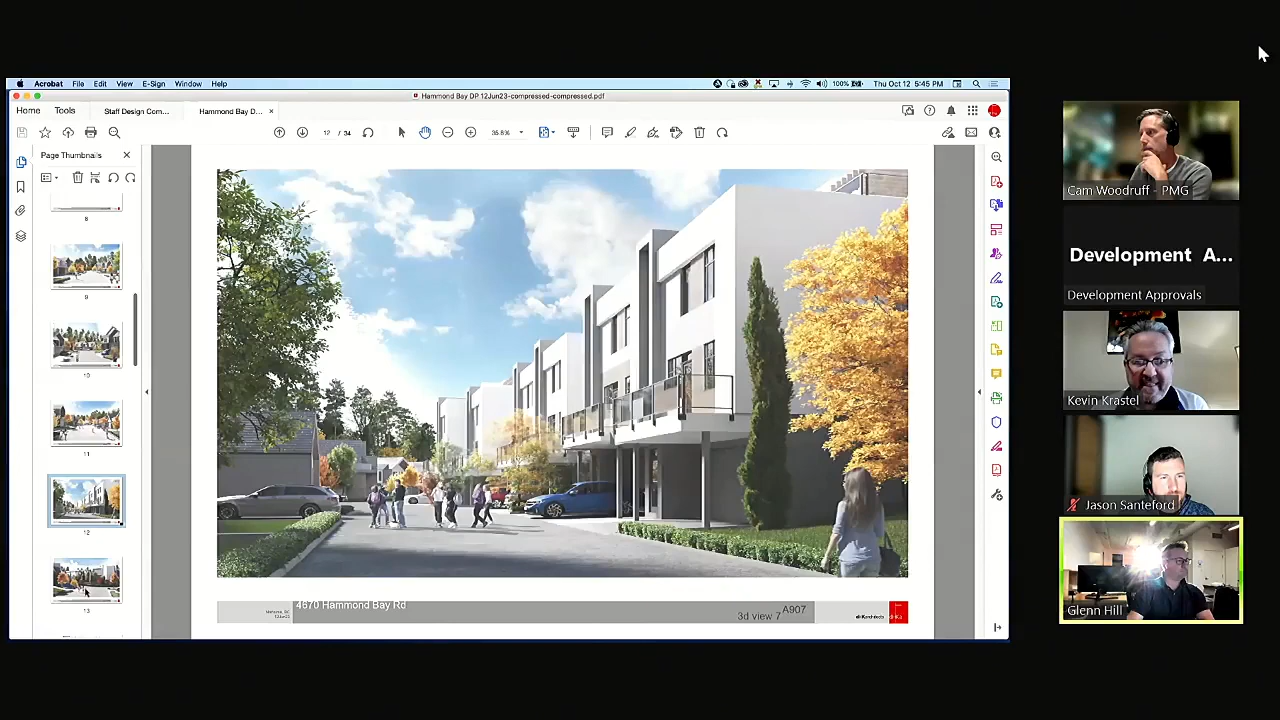 Acrobat File Edit View E-Sign Window Help
100% Thu Oct 12 5:45 PM
Hammond Bay DP 12Jun23-compressed-compressed.pdf
Home Tools Staff Design Com... Hammond Bay D... ×
12 / 34 35.8%
Page Thumbnails
8
9
10
11
12
13
4670 Hammond Bay Rd
3d view 7 A907
Cam Woodruff - PMG
Development A...
Development Approvals
Kevin Krastel
Jason Santeford
Glenn Hill